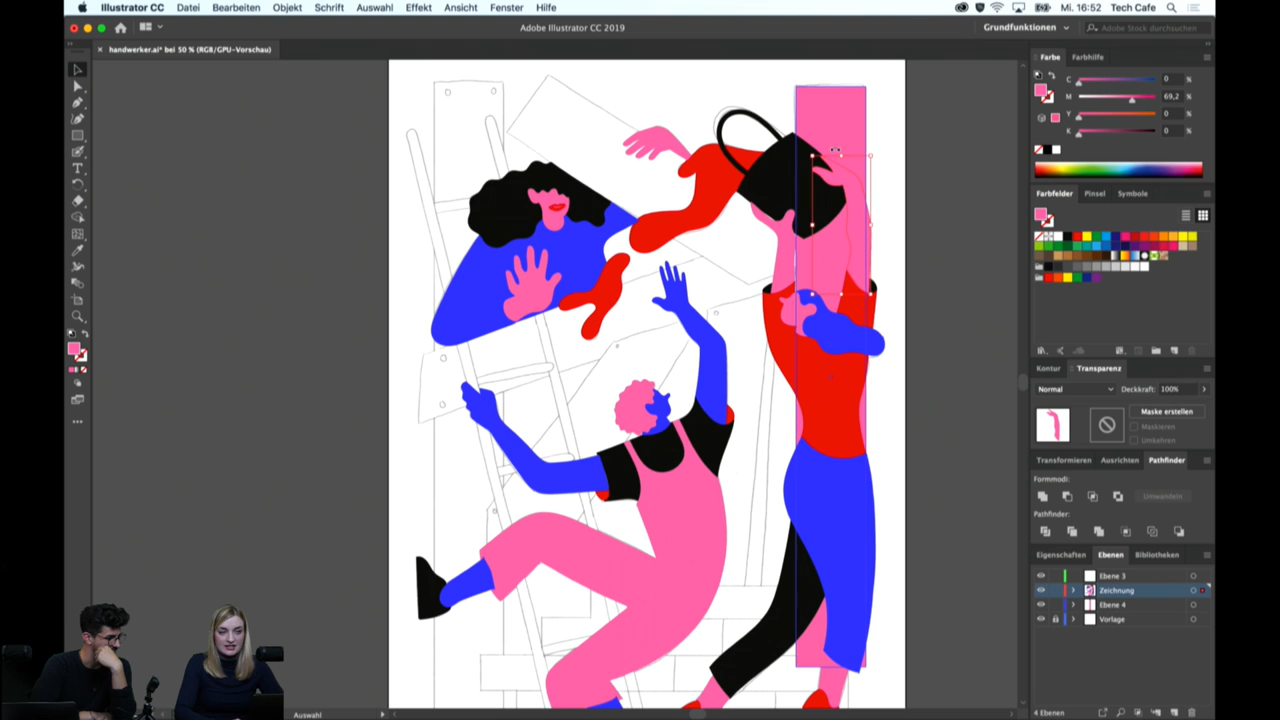 Illustrator CC Datei Bearbeiten Objekt Schrift Auswahl Effekt Ansicht Fenster Hilfe Mi. 16:52 Tech Cafe
Adobe Illustrator CC 2019
Grundfunktionen
Adobe Stock durchsuchen
handwerker.ai* bei 50 % (RGB/GPU-Vorschau)
Farbe Farbhilfe
C 0 %
M 69,2 %
Y 0 %
K 0 %
Farbfelder Pinsel Symbole
Kontur Transparenz
Normal Deckkraft: 100%
Maske erstellen
Maskieren
Umkehren
Transformieren Ausrichten Pathfinder
Formmodi:
Umwandeln
Pathfinder:
Eigenschaften Ebenen Bibliotheken
Ebene 3
Zeichnung
Ebene 4
Vorlage
4 Ebenen
Auswahl